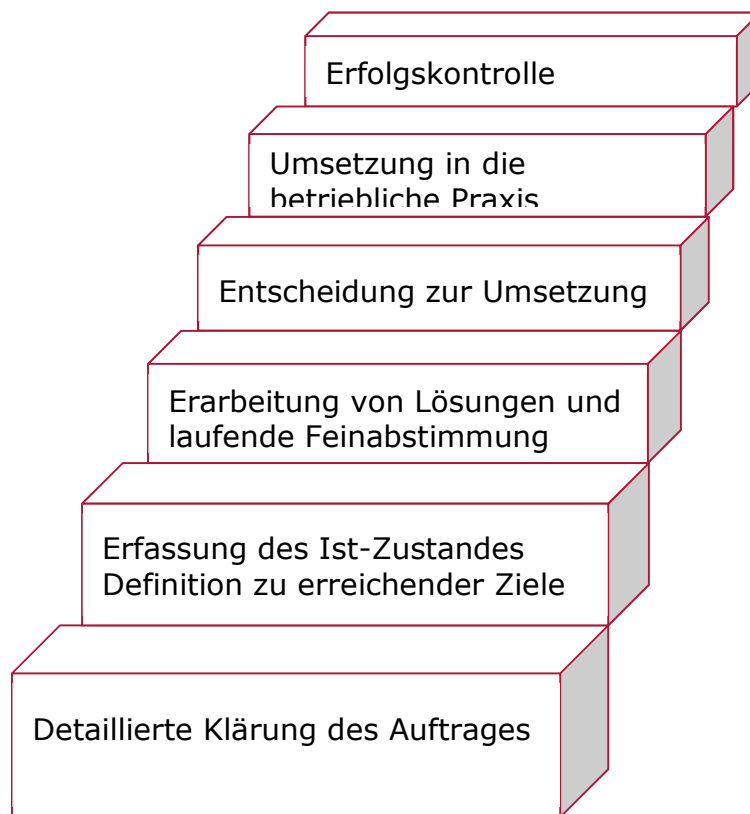 Erfolgskontrolle
Umsetzung in die
betriebliche Praxis
Entscheidung zur Umsetzung
Erarbeitung von Lösungen und
laufende Feinabstimmung
Erfassung des Ist-Zustandes
Definition zu erreichender Ziele
Detaillierte Klärung des Auftrages